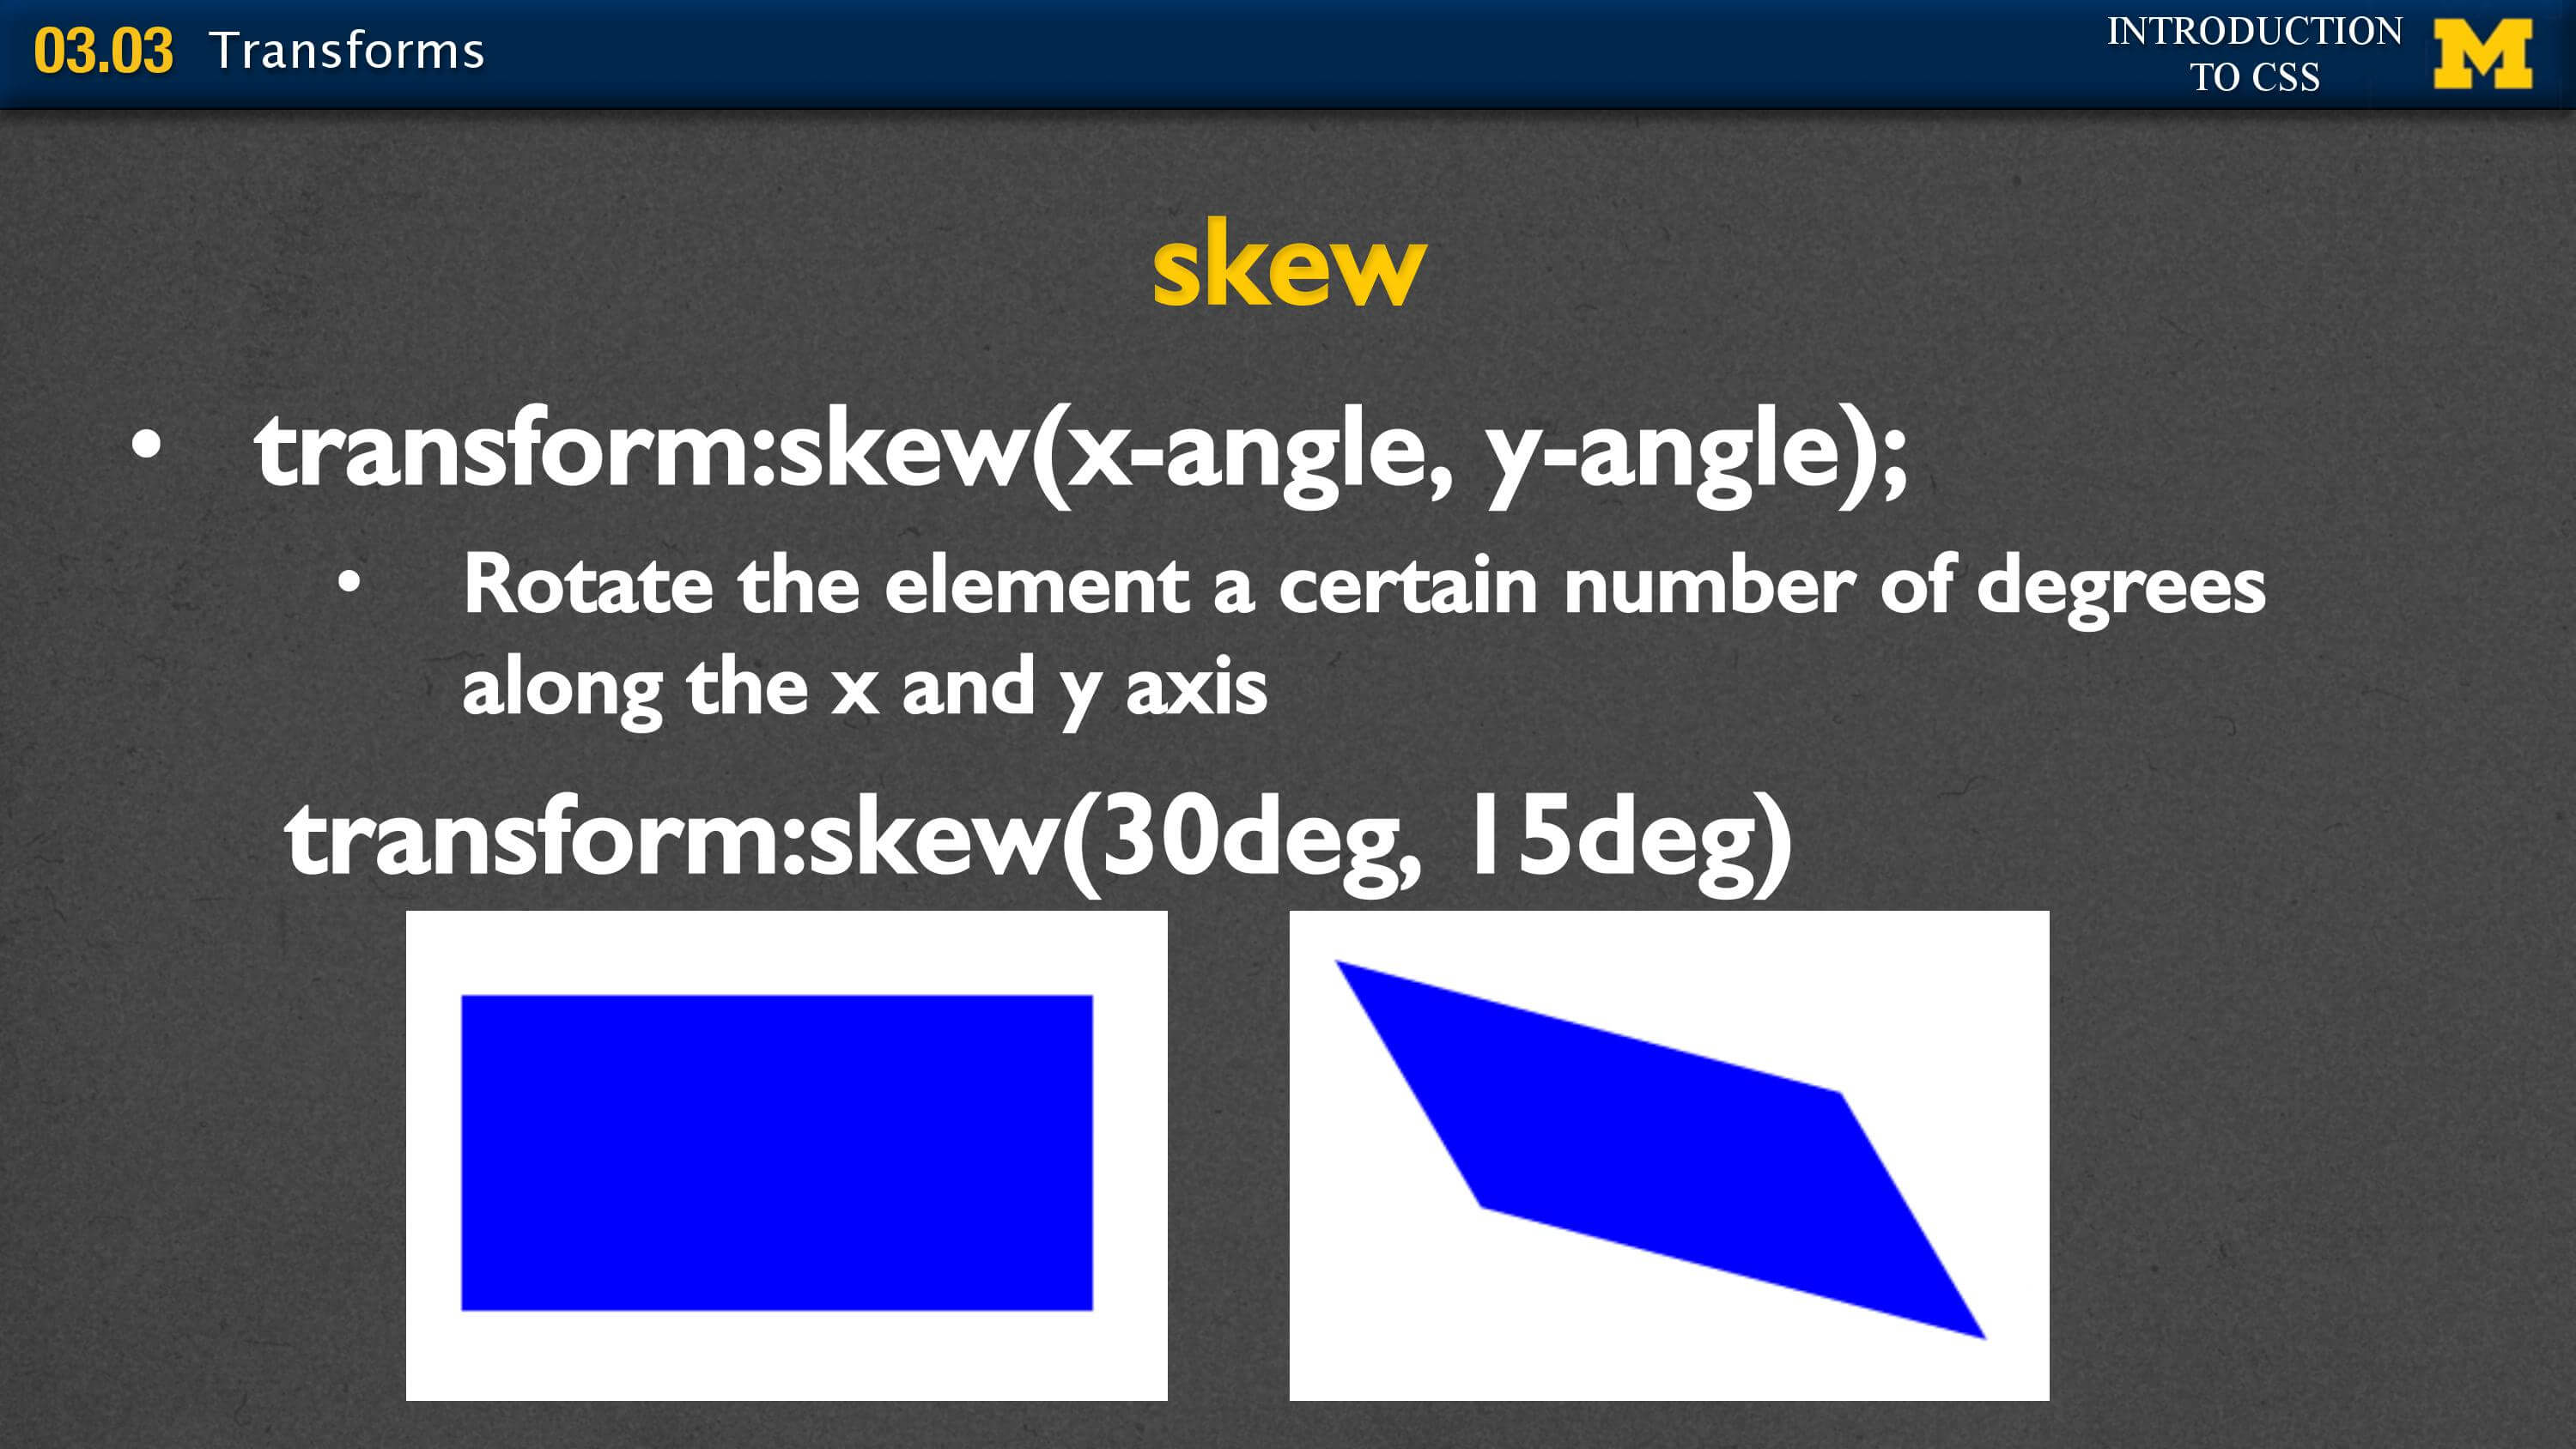 03.03 Transforms
INTRODUCTION
TO CSS
M
skew
• transform:skew(x-angle, y-angle);
• Rotate the element a certain number of degrees
along the x and y axis
transform:skew(30deg, 15deg)